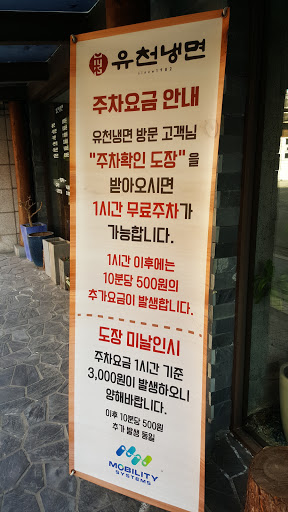 유천냉면
since1982
주차요금 안내
유천냉면 방문 고객님
"주차확인 도장"을
받아오시면
1시간 무료주차가
가능합니다.
1시간 이후에는
10분당 500원의
추가요금이 발생합니다.
도장 미날인시
주차요금 1시간 기준
3,000원이 발생하오니
양해바랍니다.
이후 10분당 500원
추가 발생 동일
MOBILITY
SYSTEMS